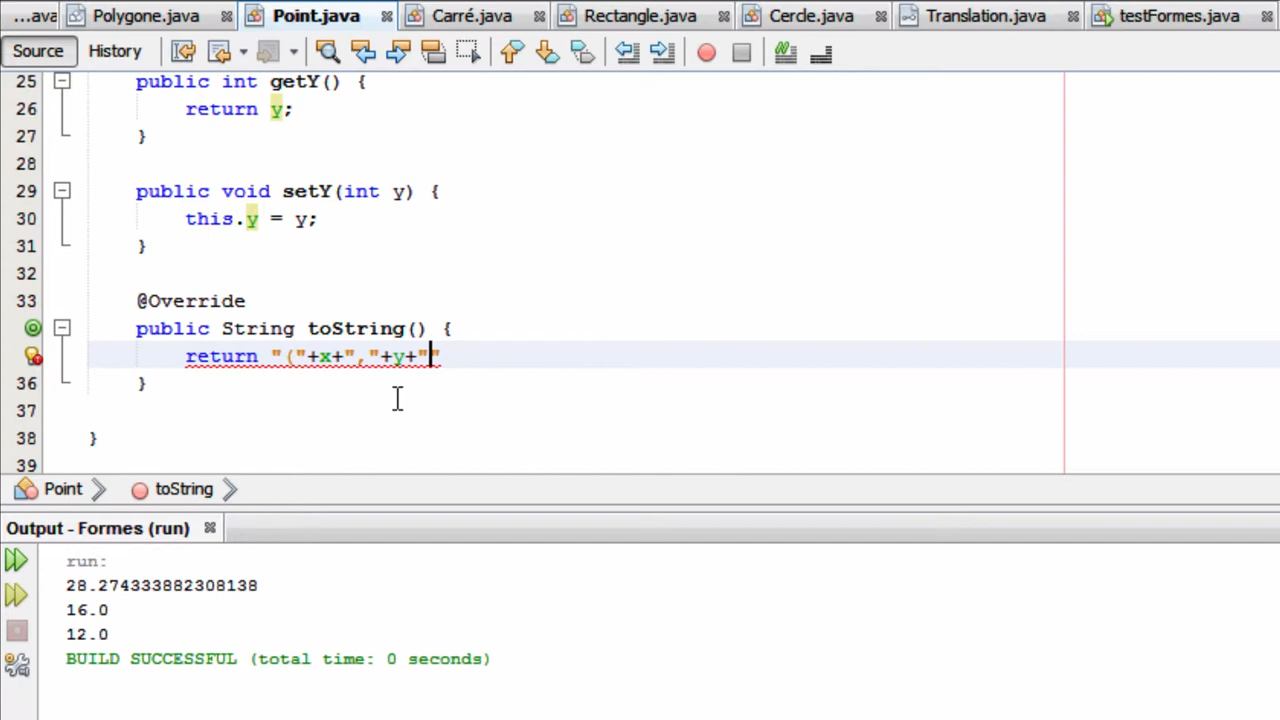 ...ava Polygone.java Point.java Carré.java Rectangle.java Cercle.java Translation.java testFormes.java
Source History
25 public int getY() {
26 return y;
27 }
28
29 public void setY(int y) {
30 this.y = y;
31 }
32
33 @Override
public String toString() {
return "("+x+","+y+""
36 }
37
38 }
39
Point toString
Output - Formes (run)
run:
28.274333882308138
16.0
12.0
BUILD SUCCESSFUL (total time: 0 seconds)